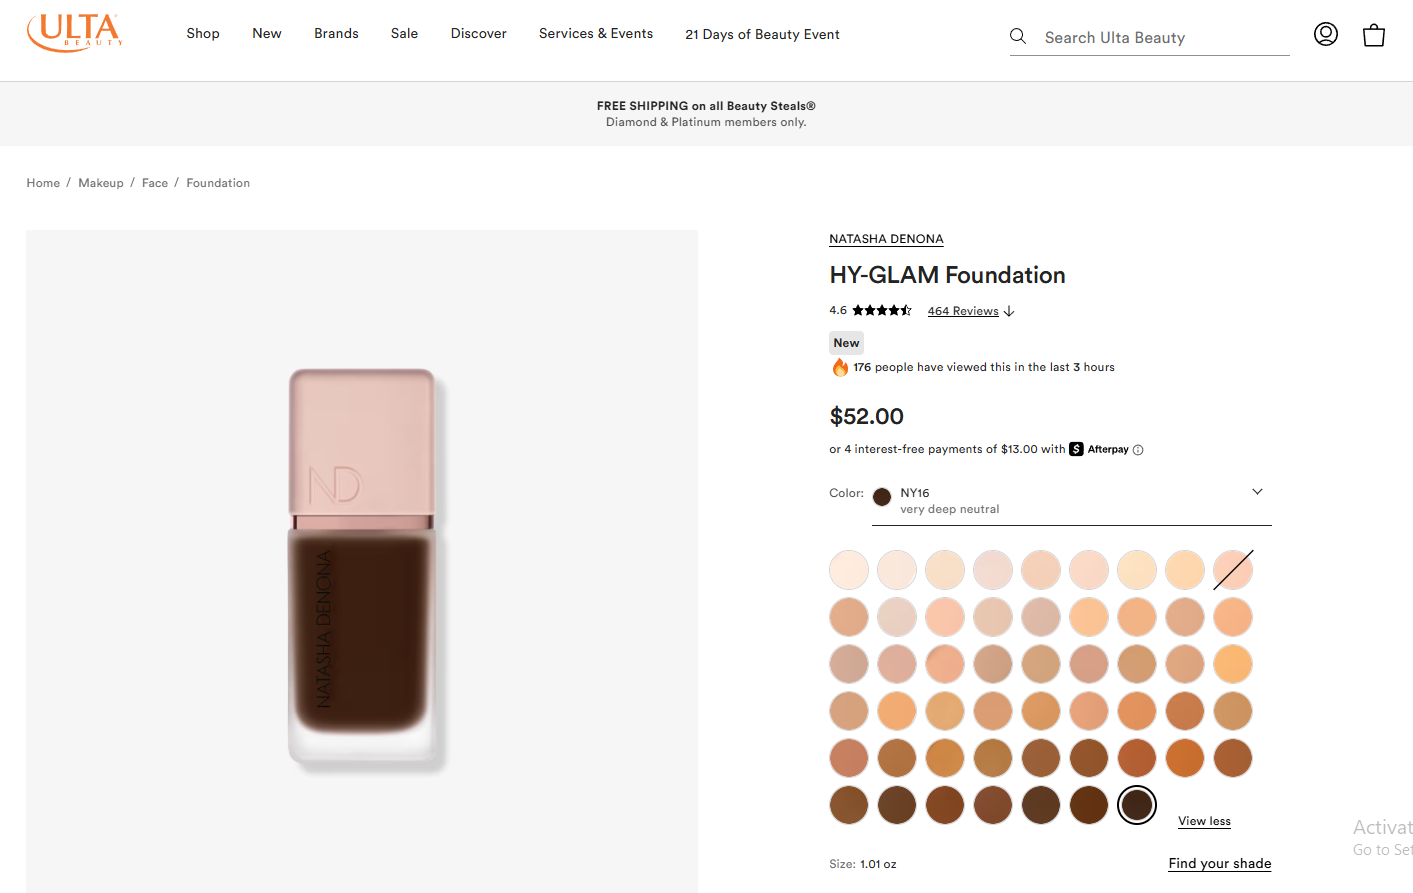 ULTA
BEAUTY
Shop New Brands Sale Discover Services & Events 21 Days of Beauty Event
Search Ulta Beauty
FREE SHIPPING on all Beauty Steals®
Diamond & Platinum members only.
Home / Makeup / Face / Foundation
ND
NATASHA DENONA
NATASHA DENONA
HY-GLAM Foundation
4.6 464 Reviews
New
176 people have viewed this in the last 3 hours
$52.00
or 4 interest-free payments of $13.00 with $ Afterpay
Color: NY16
very deep neutral
View less
Size: 1.01 oz
Find your shade
Activat
Go to Set